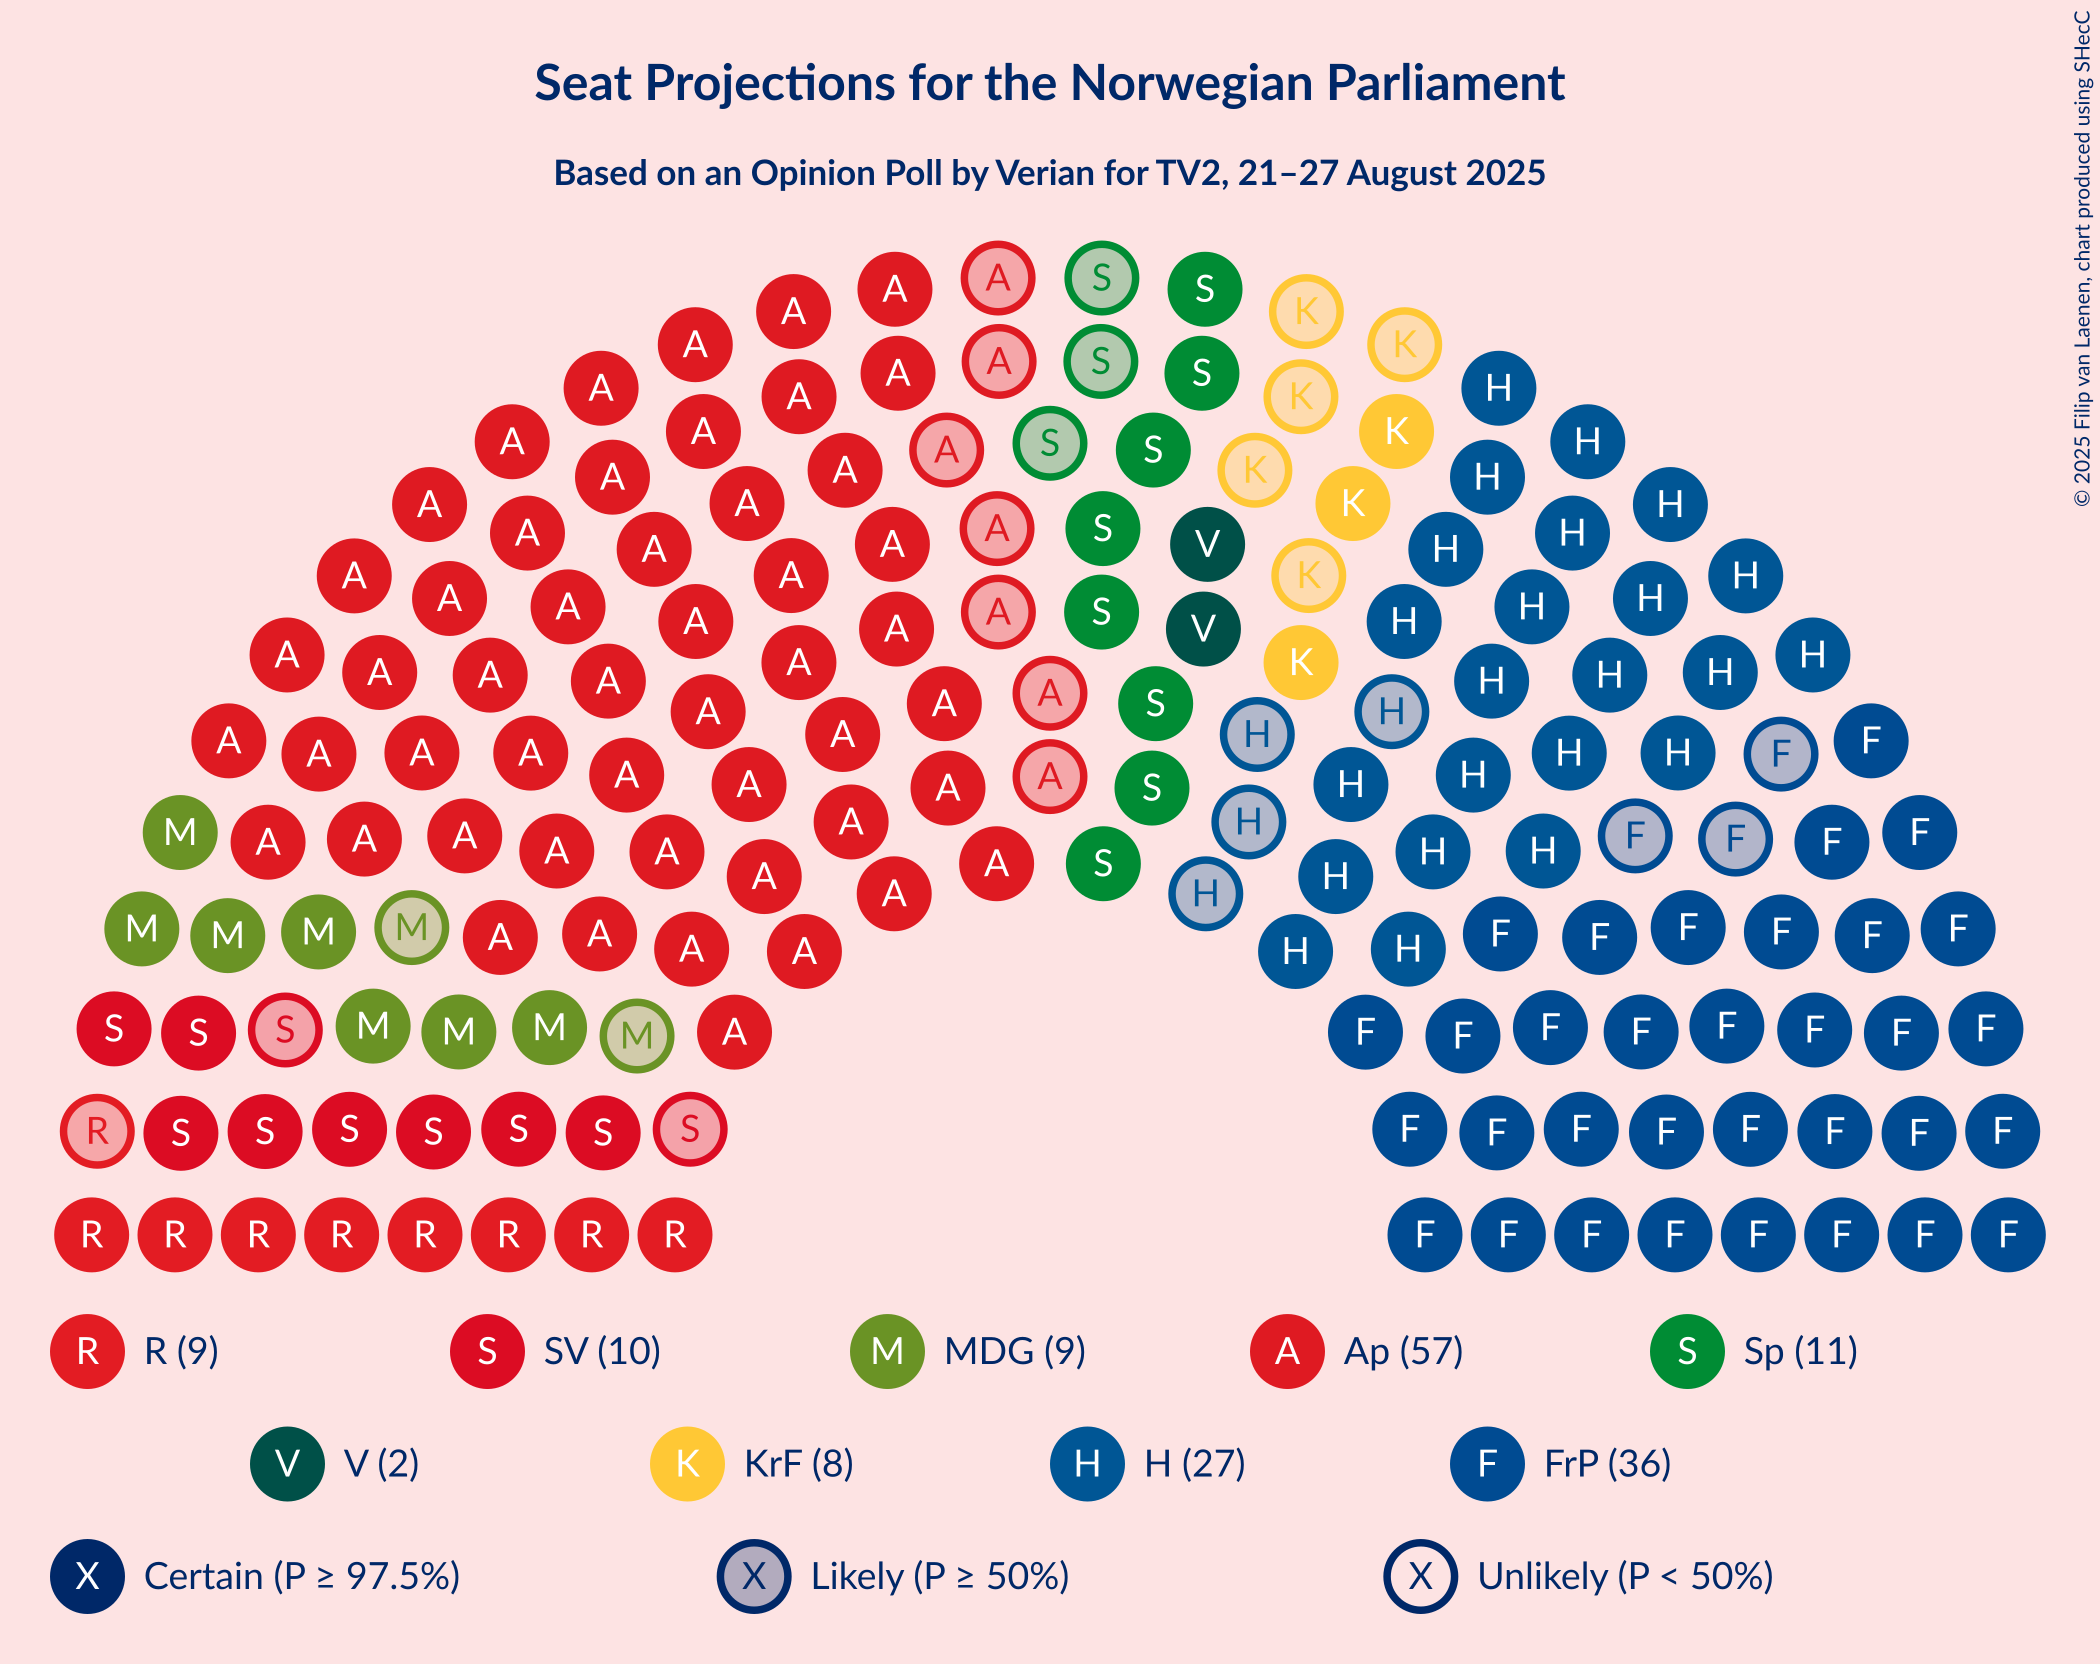 Seat Projections for the Norwegian Parliament
Based on an Opinion Poll by Verian for TV2, 21–27 August 2025
© 2025 Filip van Laenen, chart produced using SHecC
A A S S K K
A A A A S S K K H H
A A A A A S S K K H H H
A A A A A A S V K K H H H H
A A A A A A A S V K H H H H H
A A A A A A A A S H H H H H H F F
M A A A A A A A A A S H H H H H F F F F
M M M M A A A A A S H H H F F F F F F
S S S M M M M A F F F F F F F F
R S S S S S S S F F F F F F F F
R R R R R R R R F F F F F F F F
R R (9) S SV (10) M MDG (9) A Ap (57) S Sp (11)
V V (2) K KrF (8) H H (27) F FrP (36)
X Certain (P ≥ 97.5%) X Likely (P ≥ 50%) X Unlikely (P < 50%)